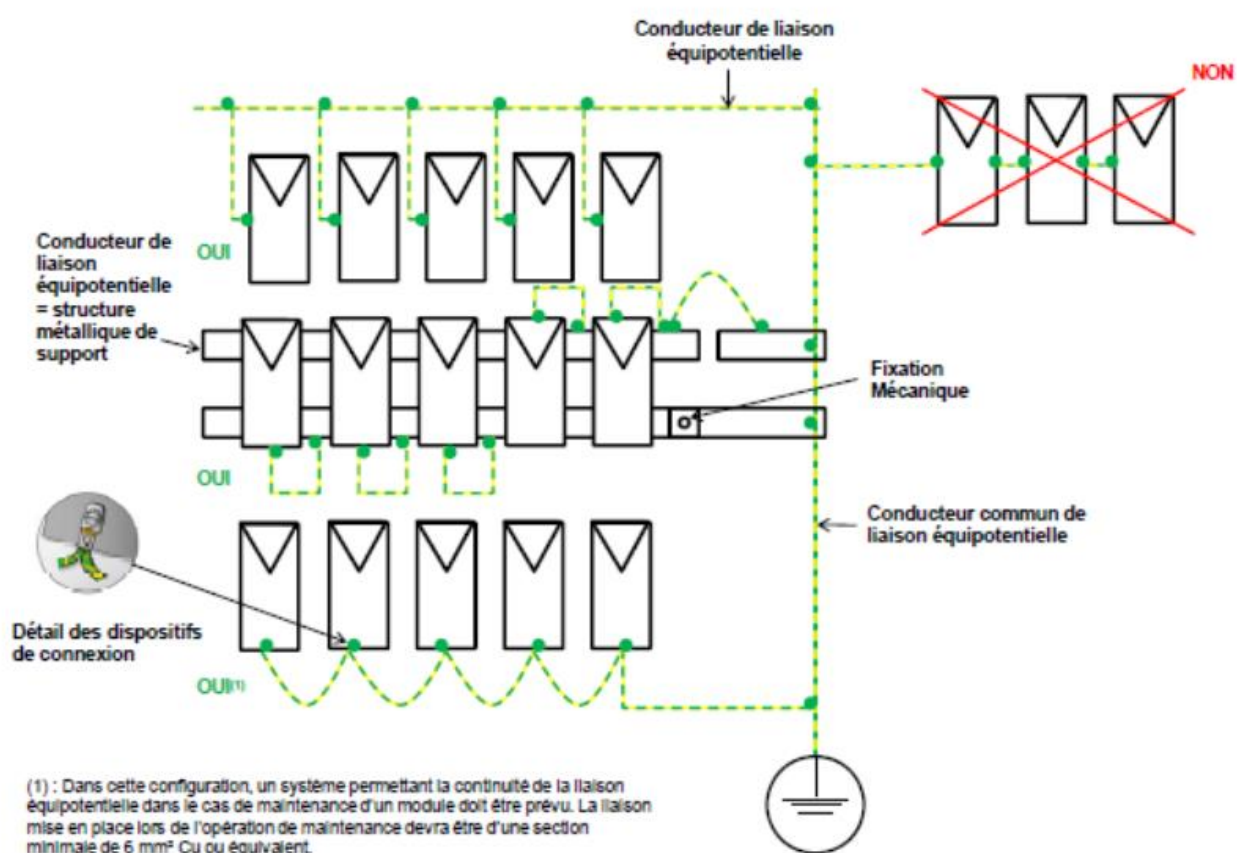 Conducteur de liaison
équipotentielle
NON
Conducteur de
liaison
équipotentielle
= structure
métallique de
support
OUI
Fixation
Mécanique
OUI
Conducteur commun de
liaison équipotentielle
Détail des dispositifs
de connexion
OUI(1)
(1) : Dans cette configuration, un système permettant la continuité de la liaison
équipotentielle dans le cas de maintenance d'un module doit être prévu. La liaison
mise en place lors de l'opération de maintenance devra être d'une section
minimale de 6 mm² Cu ou équivalent.